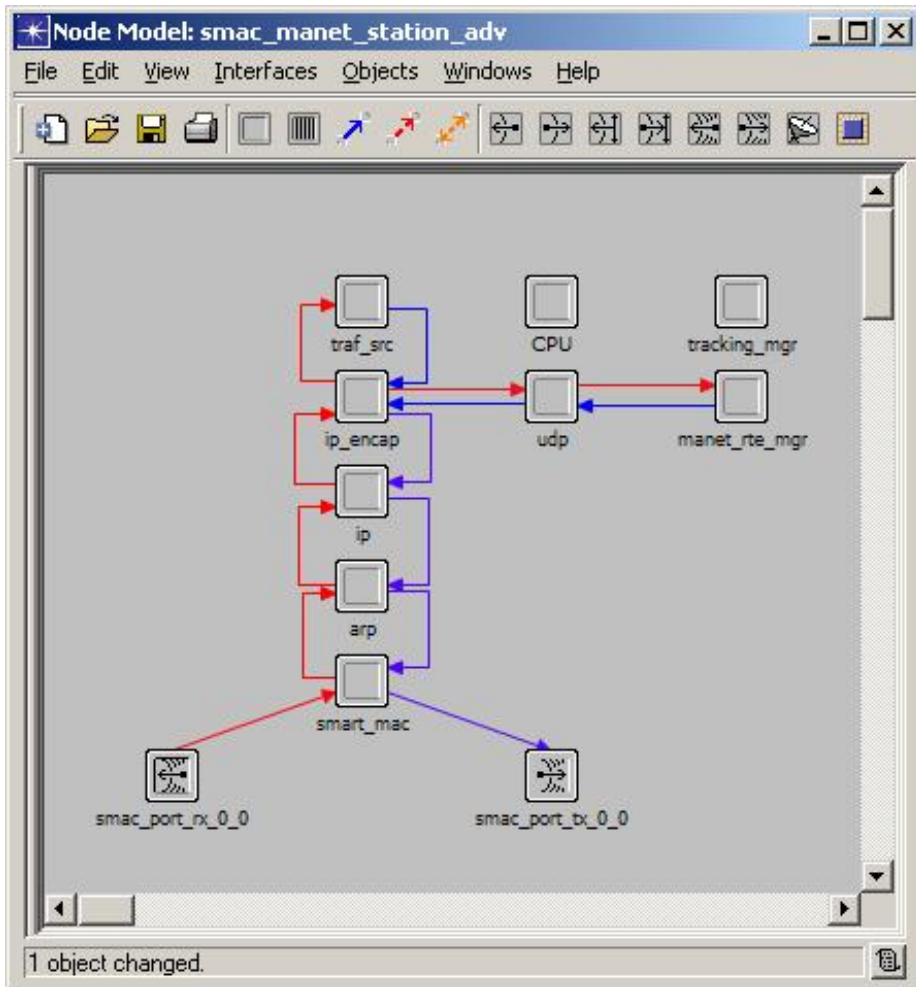 Node Model: smac_manet_station_adv
File Edit View Interfaces Objects Windows Help
traf_src CPU tracking_mgr
ip_encap udp manet_rte_mgr
ip
arp
smart_mac
smac_port_rx_0_0 smac_port_tx_0_0
1 object changed.